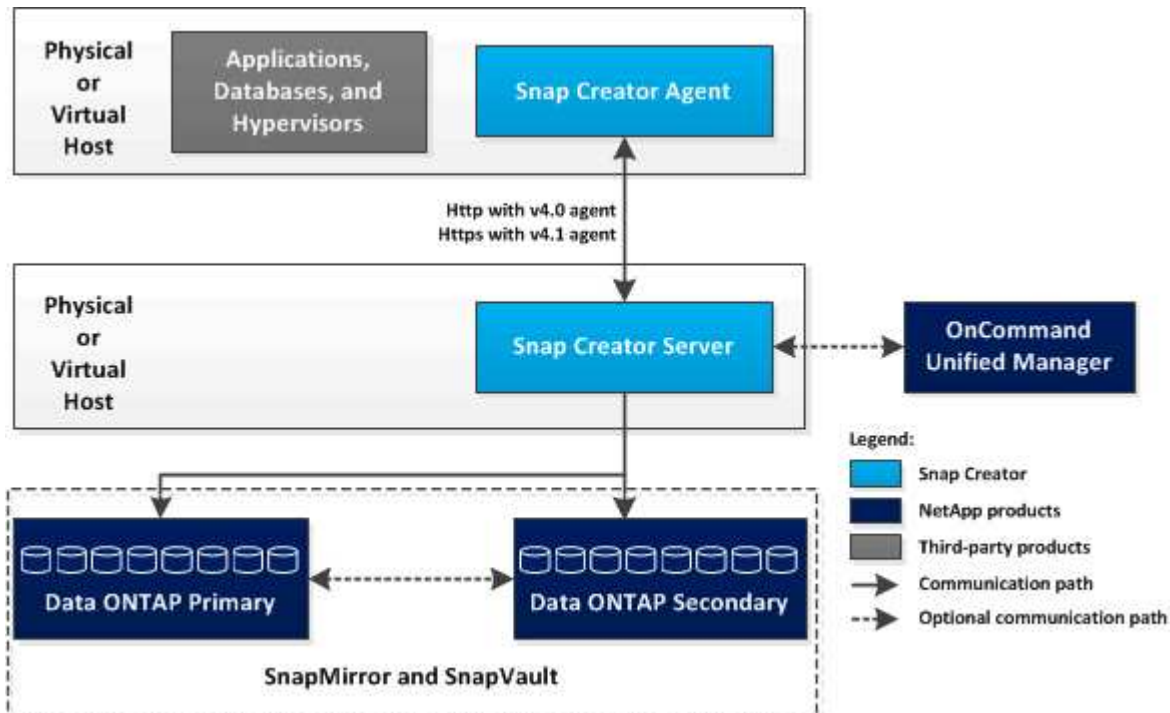 Physical
or
Virtual
Host
Applications,
Databases, and
Hypervisors
Snap Creator Agent
Http with v4.0 agent
Https with v4.1 agent
Physical
or
Virtual
Host
Snap Creator Server
OnCommand
Unified Manager
Legend:
Snap Creator
NetApp products
Third-party products
Communication path
Optional communication path
Data ONTAP Primary
Data ONTAP Secondary
SnapMirror and SnapVault